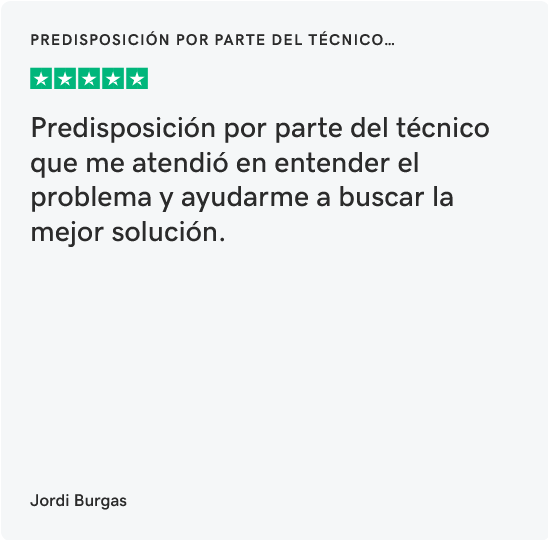 PREDISPOSICIÓN POR PARTE DEL TÉCNICO…
Predisposición por parte del técnico
que me atendió en entender el
problema y ayudarme a buscar la
mejor solución.
Jordi Burgas